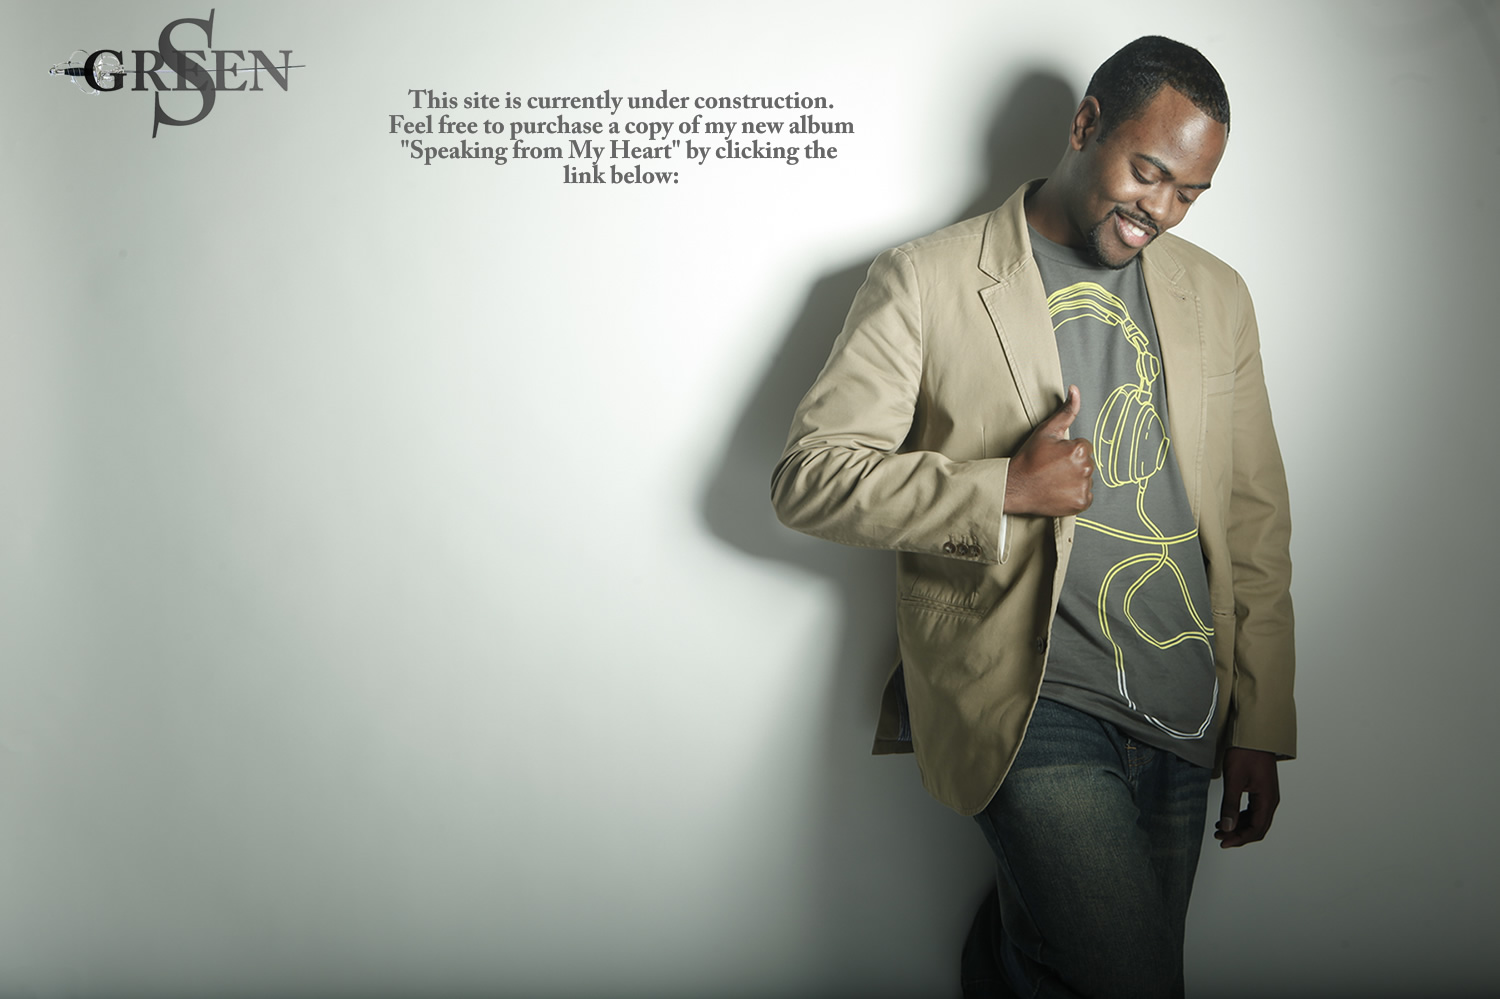 GREEN
S
This site is currently under construction.
Feel free to purchase a copy of my new album
"Speaking from My Heart" by clicking the
link below: